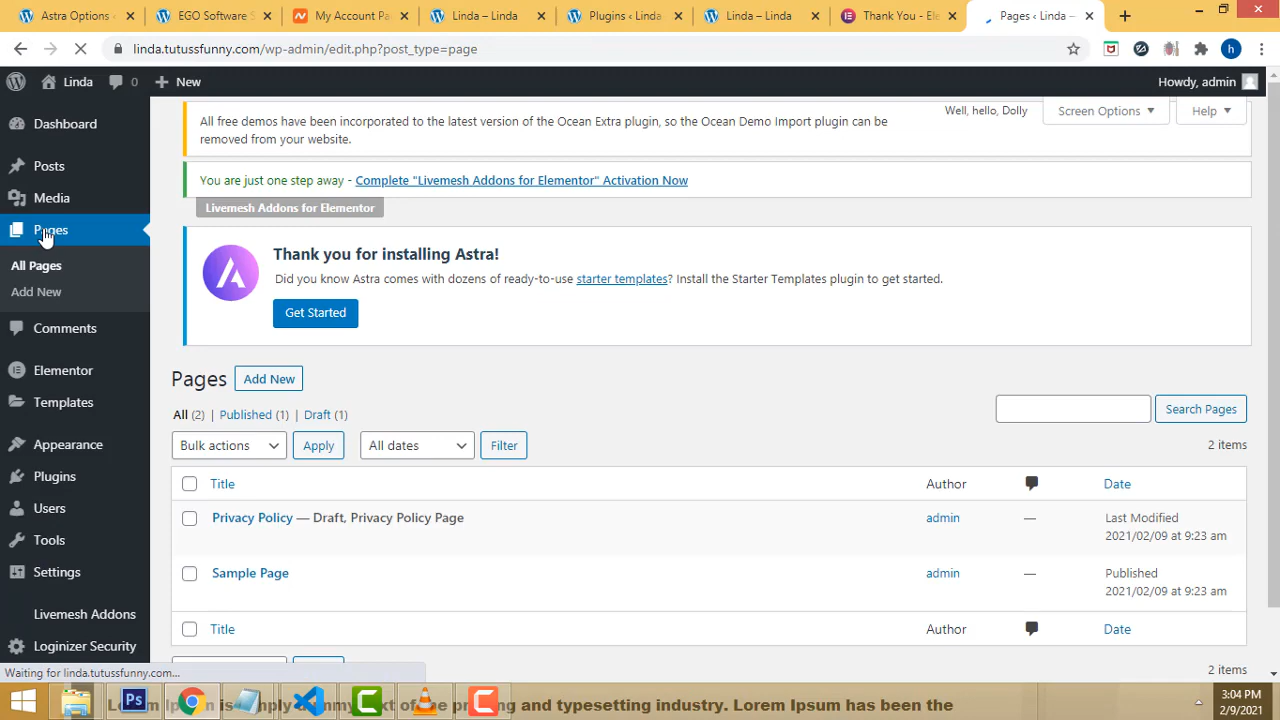 Astra Options ‹
EGO Software S
My Account Pa
Linda – Linda
Plugins ‹ Linda
Linda – Linda
Thank You - Ele
Pages ‹ Linda —
linda.tutussfunny.com/wp-admin/edit.php?post_type=page
h
Linda
0
New
Howdy, admin
Dashboard
Posts
Media
Pages
All Pages
Add New
Comments
Elementor
Templates
Appearance
Plugins
Users
Tools
Settings
Livemesh Addons
Loginizer Security
Well, hello, Dolly
Screen Options
Help
All free demos have been incorporated to the latest version of the Ocean Extra plugin, so the Ocean Demo Import plugin can be
removed from your website.
You are just one step away - Complete "Livemesh Addons for Elementor" Activation Now
Livemesh Addons for Elementor
Thank you for installing Astra!
Did you know Astra comes with dozens of ready-to-use starter templates? Install the Starter Templates plugin to get started.
Get Started
Pages
Add New
All (2) | Published (1) | Draft (1)
Search Pages
Bulk actions
Apply
All dates
Filter
2 items
Title
Author
Date
Privacy Policy — Draft, Privacy Policy Page
admin
—
Last Modified
2021/02/09 at 9:23 am
Sample Page
admin
—
Published
2021/02/09 at 9:23 am
Title
Author
Date
2 items
Waiting for linda.tutussfunny.com...
Ps
3:04 PM
2/9/2021
and typesetting industry. Lorem Ipsum has been the